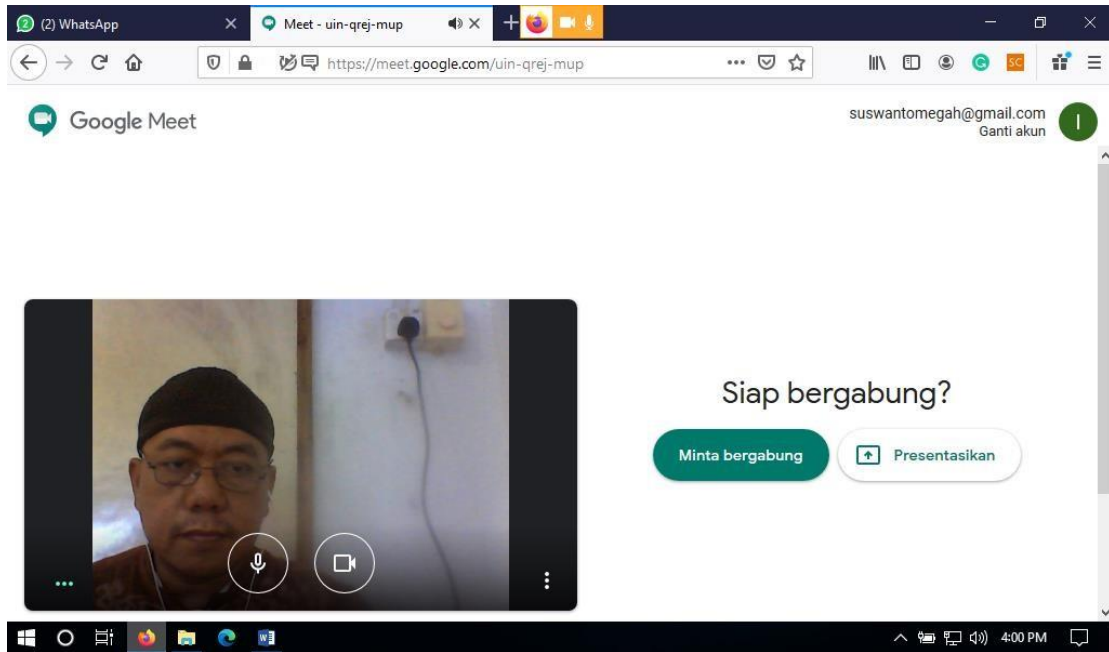 (2) WhatsApp
Meet - uin-qrej-mup
https://meet.google.com/uin-qrej-mup
SC
Google Meet
suswantomegah@gmail.com
Ganti akun
I
Siap bergabung?
Minta bergabung
Presentasikan
4:00 PM